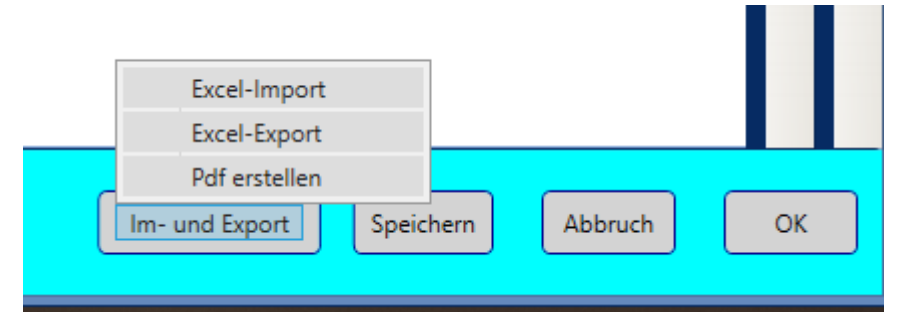 Excel-Import
Excel-Export
Pdf erstellen
Im- und Export
Speichern
Abbruch
OK